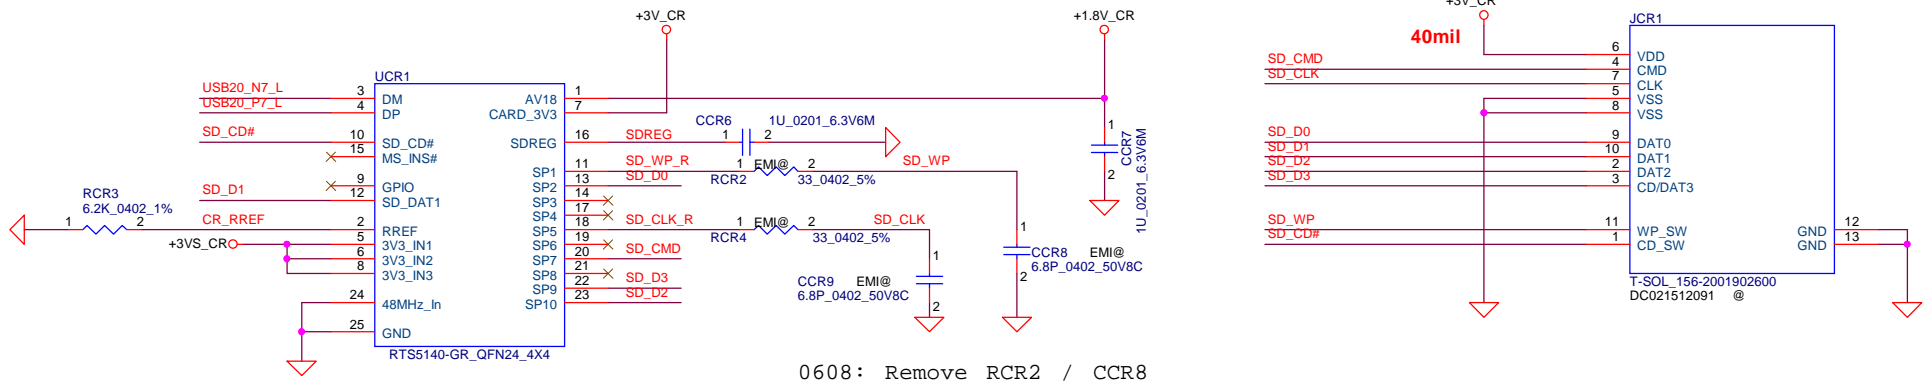 +3V_CR
+1.8V_CR
+3V_CR
40mil
JCR1
UCR1
USB20_N7_L 3 DM
USB20_P7_L 4 DP
SD_CD# 10 SD_CD#
15 MS_INS#
9 GPIO
SD_D1 12 SD_DAT1
RCR3
6.2K_0402_1%
1 2 CR_RREF 2 RREF
+3VS_CR 5 3V3_IN1
6 3V3_IN2
8 3V3_IN3
24 48MHz_In
25 GND
AV18 1
CARD_3V3 7
SDREG 16 SDREG CCR6 1 2 1U_0201_6.3V6M
SP1 11 SD_WP_R 1 EMI@ 2 SD_WP
RCR2 33_0402_5%
SP2 13 SD_D0
SP3 14
SP4 17
SP5 18 SD_CLK_R 1 EMI@ 2 SD_CLK
RCR4 33_0402_5%
SP6 19
SP7 20 SD_CMD
SP8 21
SP9 22 SD_D3
SP10 23 SD_D2
RTS5140-GR_QFN24_4X4
1
CCR9 EMI@
6.8P_0402_50V8C
2
1
CCR8 EMI@
6.8P_0402_50V8C
2
1
CCR7
1U_0201_6.3V6M
2
6 VDD
SD_CMD 4 CMD
SD_CLK 7 CLK
5 VSS
8 VSS
SD_D0 9 DAT0
SD_D1 10 DAT1
SD_D2 2 DAT2
SD_D3 3 CD/DAT3
SD_WP 11 WP_SW
SD_CD# 1 CD_SW
GND 12
GND 13
T-SOL_156-2001902600
DC021512091 @
0608: Remove RCR2 / CCR8